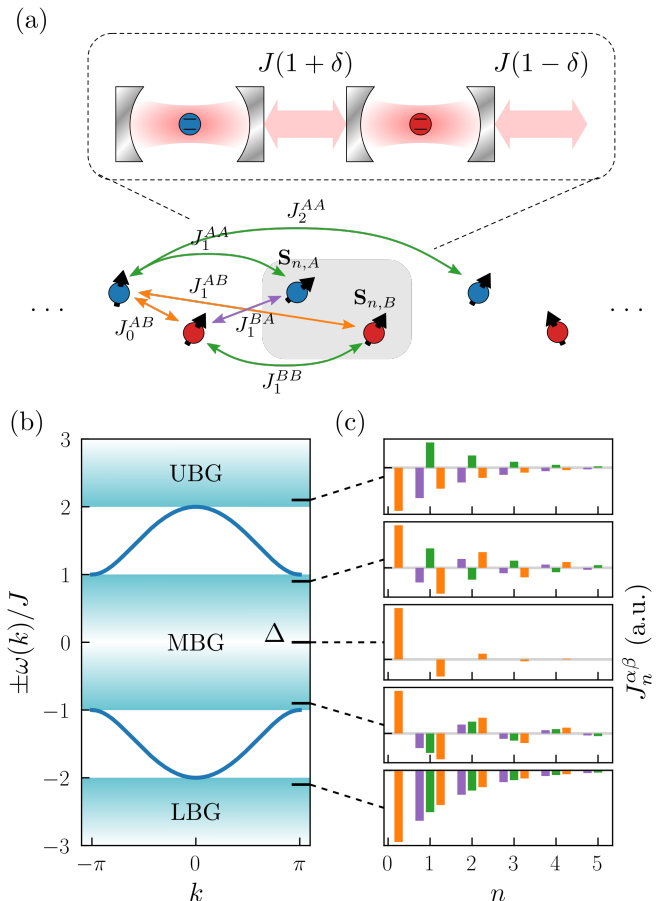 (a)
J(1 + δ)
J(1 − δ)
J_2^{AA}
J_1^{AA}
S_{n,A}
J_1^{AB}
S_{n,B}
. . .
. . .
J_0^{AB}
J_1^{BA}
J_1^{BB}
(b)
(c)
3
UBG
2
1
Δ
0
MBG
−1
−2
LBG
−3
±ω(k)/J
−π
0
π
k
J_n^{αβ} (a.u.)
0
1
2
3
4
5
n